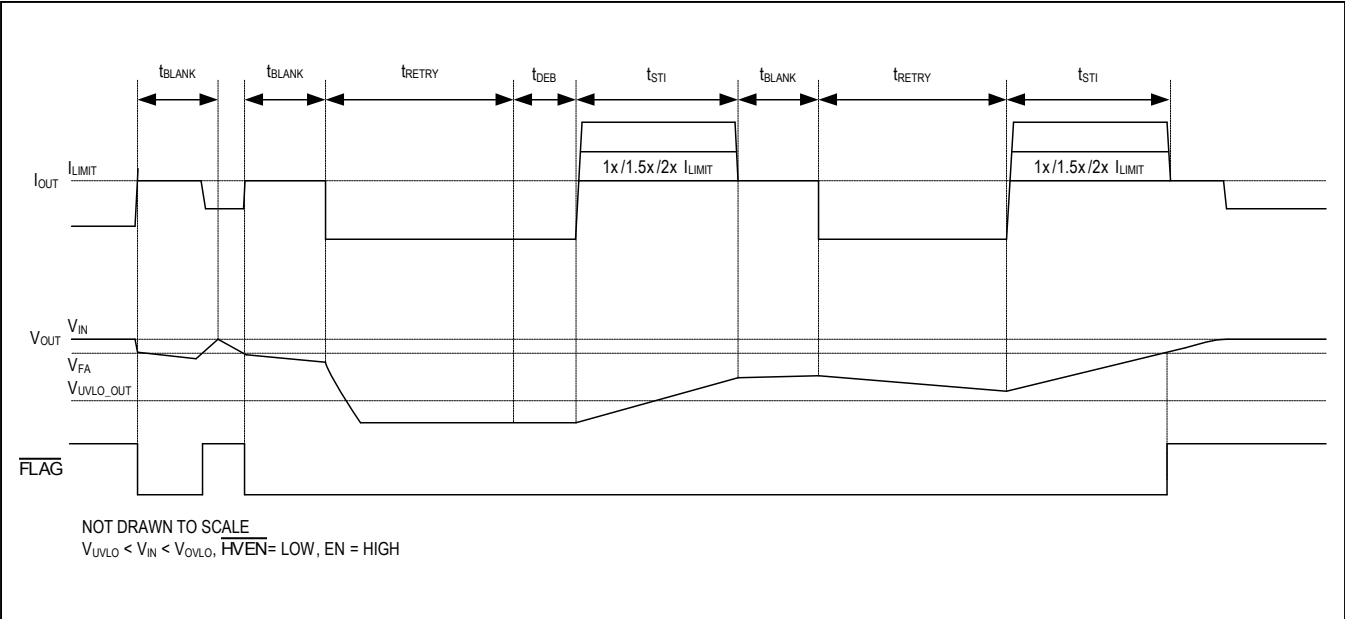 tBLANK tBLANK tRETRY tDEB tSTI tBLANK tRETRY tSTI
ILIMIT
IOUT
1x/1.5x/2x ILIMIT 1x/1.5x/2x ILIMIT
VIN
VOUT
VFA
VUVLO_OUT
FLAG
NOT DRAWN TO SCALE
VUVLO < VIN < VOVLO, HVEN= LOW, EN = HIGH